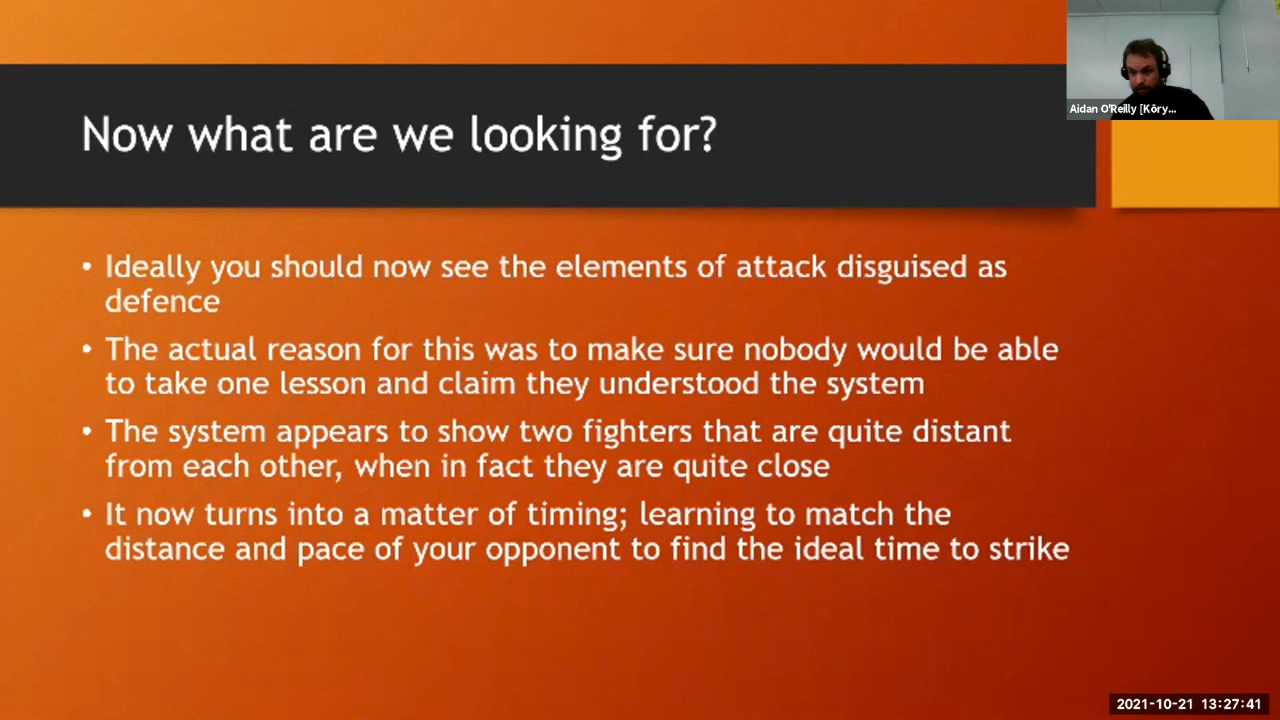 Now what are we looking for?
Aidan O'Reilly [Kōry...
• Ideally you should now see the elements of attack disguised as
defence
• The actual reason for this was to make sure nobody would be able
to take one lesson and claim they understood the system
• The system appears to show two fighters that are quite distant
from each other, when in fact they are quite close
• It now turns into a matter of timing; learning to match the
distance and pace of your opponent to find the ideal time to strike
2021-10-21 13:27:41